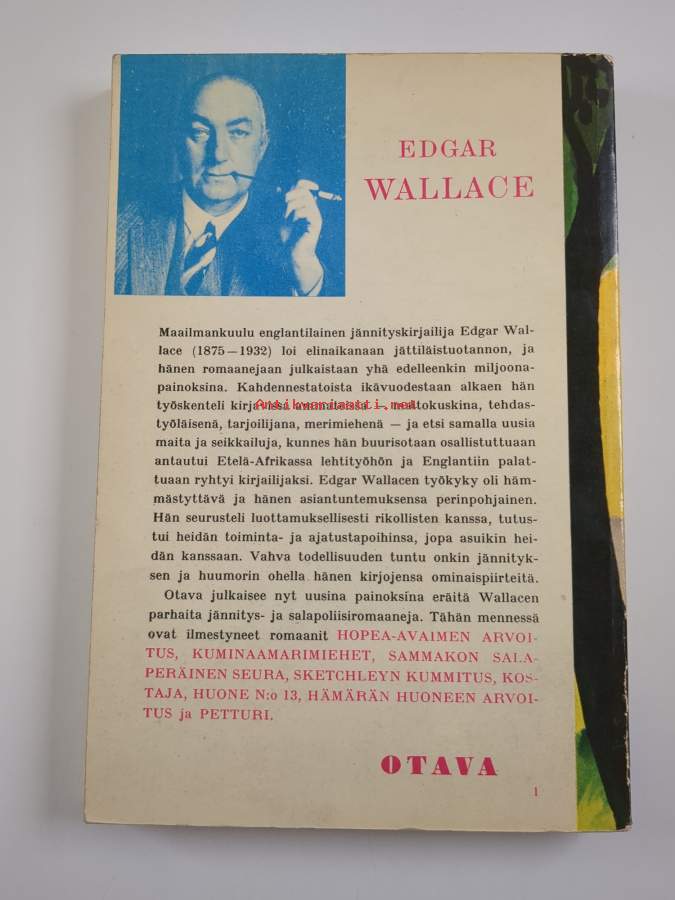 EDGAR
WALLACE
Maailmankuulu englantilainen jännityskirjailija Edgar Wal-
lace (1875—1932) loi elinaikanaan jättiläistuotannon, ja
hänen romaanejaan julkaistaan yhä edelleenkin miljoona-
painoksina. Kahdennestatoista ikävuodestaan alkaen hän
työskenteli kirjavissa ammateissa — maitokuskina, tehdas-
Antikvariaatti.net
työläisenä, tarjoilijana, merimiehenä — ja etsi samalla uusia
maita ja seikkailuja, kunnes hän buurisotaan osallistuttuaan
antautui Etelä-Afrikassa lehtityöhön ja Englantiin palat-
tuaan ryhtyi kirjailijaksi. Edgar Wallacen työkyky oli häm-
mästyttävä ja hänen asiantuntemuksensa perinpohjainen.
Hän seurusteli luottamuksellisesti rikollisten kanssa, tutus-
tui heidän toiminta- ja ajatustapoihinsa, jopa asuikin hei-
dän kanssaan. Vahva todellisuuden tuntu onkin jännityk-
sen ja huumorin ohella hänen kirjojensa ominaispiirteitä.
Otava julkaisee nyt uusina painoksina eräitä Wallacen
parhaita jännitys- ja salapoliisiromaaneja. Tähän mennessä
ovat ilmestyneet romaanit HOPEA-AVAIMEN ARVOI-
TUS, KUMINAAMARIMIEHET, SAMMAKON SALA-
PERÄINEN SEURA, SKETCHLEYN KUMMITUS, KOS-
TAJA, HUONE N:o 13, HÄMÄRÄN HUONEEN ARVOI-
TUS ja PETTURI.
OTAVA
1